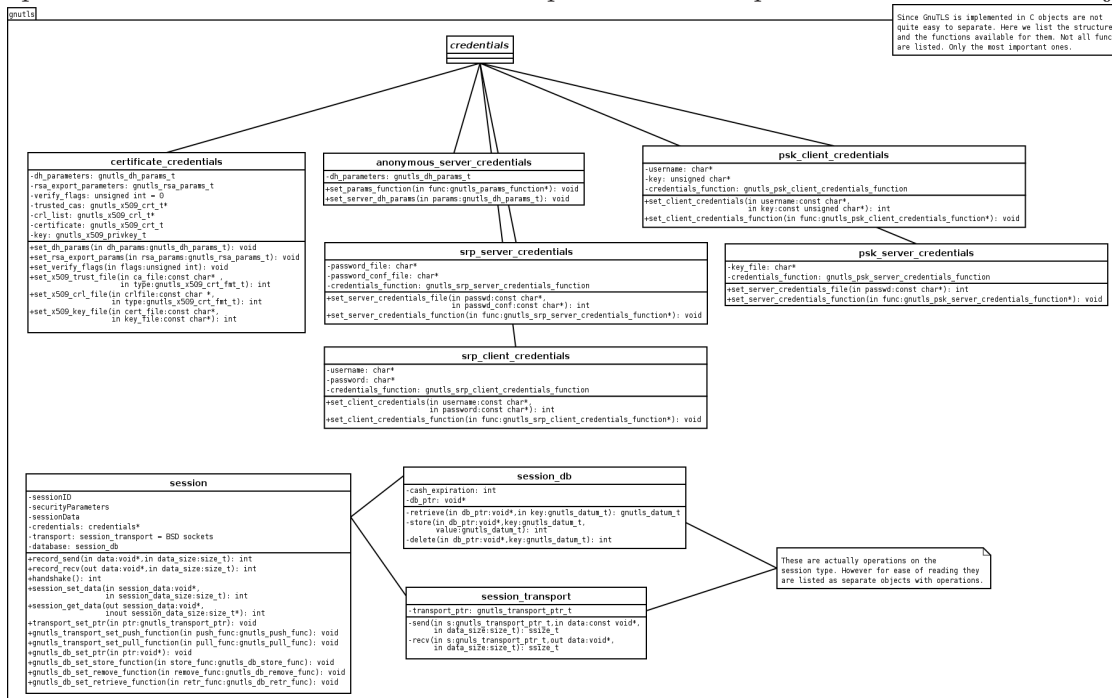 gnutls
Since GnuTLS is implemented in C objects are not
quite easy to separate. Here we list the structure
and the functions available for them. Not all func
are listed. Only the most important ones.
credentials
certificate_credentials
-dh_parameters: gnutls_dh_params_t
-rsa_export_parameters: gnutls_rsa_params_t
-verify_flags: unsigned int = 0
-trusted_cas: gnutls_x509_crt_t*
-crl_list: gnutls_x509_crl_t*
-certificate: gnutls_x509_crt_t
-key: gnutls_x509_privkey_t
+set_dh_params(in dh_params:gnutls_dh_params_t): void
+set_rsa_export_params(in rsa_params:gnutls_rsa_params_t): void
+set_verify_flags(in flags:unsigned int): void
+set_x509_trust_file(in ca_file:const char* ,
in type:gnutls_x509_crt_fmt_t): int
+set_x509_crl_file(in crlfile:const char *,
in type:gnutls_x509_crt_fmt_t): int
+set_x509_key_file(in cert_file:const char*,
in key_file:const char*): int
anonymous_server_credentials
-dh_parameters: gnutls_dh_params_t
+set_params_function(in func:gnutls_params_function*): void
+set_server_dh_params(in params:gnutls_dh_params_t): void
psk_client_credentials
-username: char*
-key: unsigned char*
-credentials_function: gnutls_psk_client_credentials_function
+set_client_credentials(in username:const char*,
in key:const unsigned char*): int
+set_client_credentials_function(in func:gnutls_psk_client_credentials_function*): void
srp_server_credentials
-password_file: char*
-password_conf_file: char*
-credentials_function: gnutls_srp_server_credentials_function
+set_server_credentials_file(in passwd:const char*,
in passwd_conf:const char*): int
+set_server_credentials_function(in func:gnutls_srp_server_credentials_function*): void
psk_server_credentials
-key_file: char*
-credentials_function: gnutls_psk_server_credentials_function
+set_server_credentials_file(in passwd:const char*): int
+set_server_credentials_function(in func:gnutls_psk_server_credentials_function*): void
srp_client_credentials
-username: char*
-password: char*
-credentials_function: gnutls_srp_client_credentials_function
+set_client_credentials(in username:const char*,
in password:const char*): int
+set_client_credentials_function(in func:gnutls_srp_client_credentials_function*): void
session
-sessionID
-securityParameters
-sessionData
-credentials: credentials*
-transport: session_transport = BSD sockets
-database: session_db
+record_send(in data:void*,in data_size:size_t): int
+record_recv(out data:void*,in data_size:size_t): int
+handshake(): int
+session_set_data(in session_data:void*,
in session_data_size:size_t): int
+session_get_data(out session_data:void*,
inout session_data_size:size_t*): int
+transport_set_ptr(in ptr:gnutls_transport_ptr): void
+gnutls_transport_set_push_function(in push_func:gnutls_push_func): void
+gnutls_transport_set_pull_function(in pull_func:gnutls_pull_func): void
+gnutls_db_set_ptr(in ptr:void*): void
+gnutls_db_set_store_function(in store_func:gnutls_db_store_func): void
+gnutls_db_set_remove_function(in remove_func:gnutls_db_remove_func): void
+gnutls_db_set_retrieve_function(in retr_func:gnutls_db_retr_func): void
session_db
-cash_expiration: int
-db_ptr: void*
-retrieve(in db_ptr:void*,in key:gnutls_datum_t): gnutls_datum_t
-store(in db_ptr:void*,key:gnutls_datum_t,
value:gnutls_datum_t): int
-delete(in db_ptr:void*,key:gnutls_datum_t): int
session_transport
-transport_ptr: gnutls_transport_ptr_t
-send(in s:gnutls_transport_ptr_t,in data:const void*,
in data_size:size_t): ssize_t
-recv(in s:gnuls_transport_ptr_t,out data:void*,
in data_size:size_t): ssize_t
These are actually operations on the
session type. However for ease of reading they
are listed as separate objects with operations.